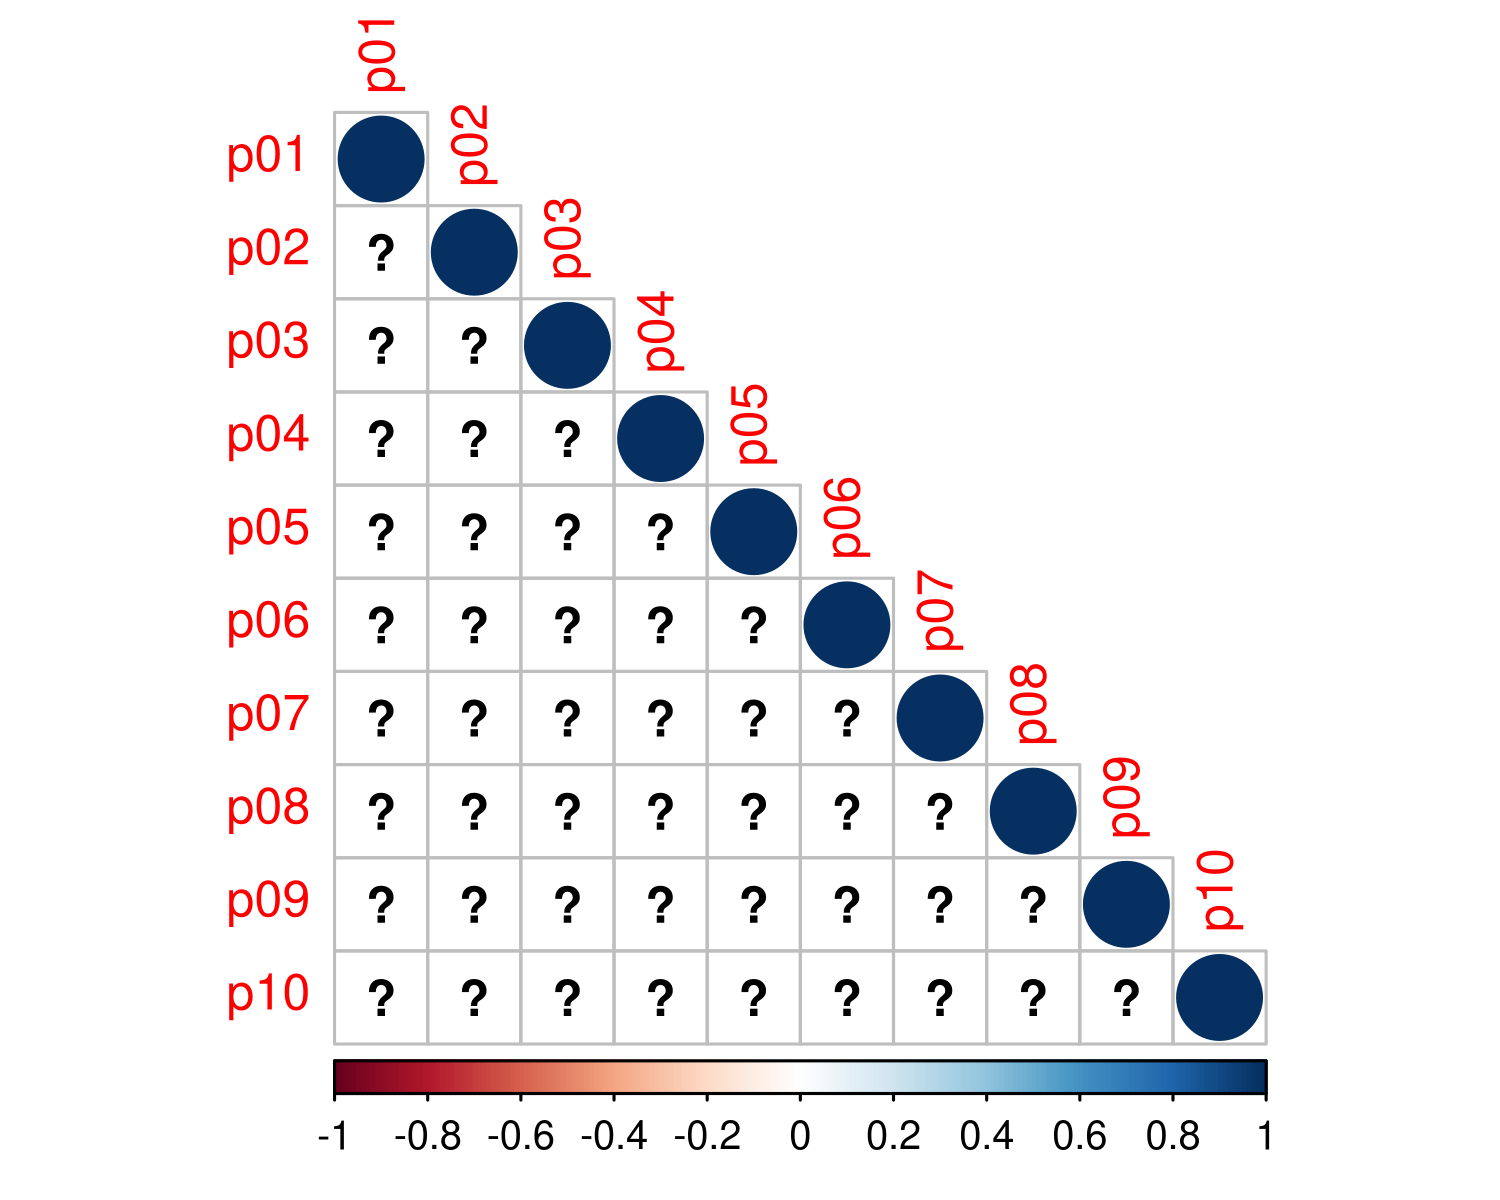 p01
p01
p02
p02 ?
p03
p03 ? ?
p04
p04 ? ? ?
p05
p05 ? ? ? ?
p06
p06 ? ? ? ? ?
p07
p07 ? ? ? ? ? ?
p08
p08 ? ? ? ? ? ? ?
p09
p09 ? ? ? ? ? ? ? ?
p10
p10 ? ? ? ? ? ? ? ? ?
-1 -0.8 -0.6 -0.4 -0.2 0 0.2 0.4 0.6 0.8 1